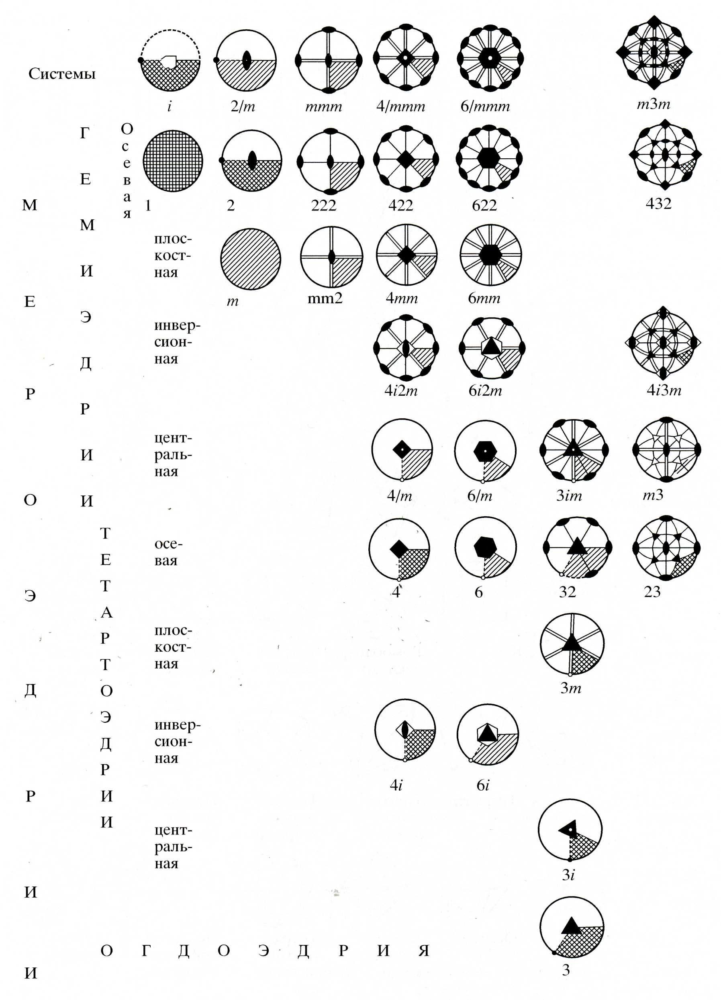 Системы
i 2/m mmm 4/mmm 6/mmm m3m
МЕРОЭДРИИ
ГЕМИЭДРИИ
Осевая
1 2 222 422 622 432
плос-
кост-
ная
m mm2 4mm 6mm
инвер-
сион-
ная
4i2m 6i2m 4i3m
цент-
раль-
ная
4/m 6/m 3im m3
ТЕТАРТОЭДРИИ
осе-
вая
4 6 32 23
плос-
кост-
ная
3m
инвер-
сион-
ная
4i 6i
цент-
раль-
ная
3i
ОГДОЭДРИЯ
3